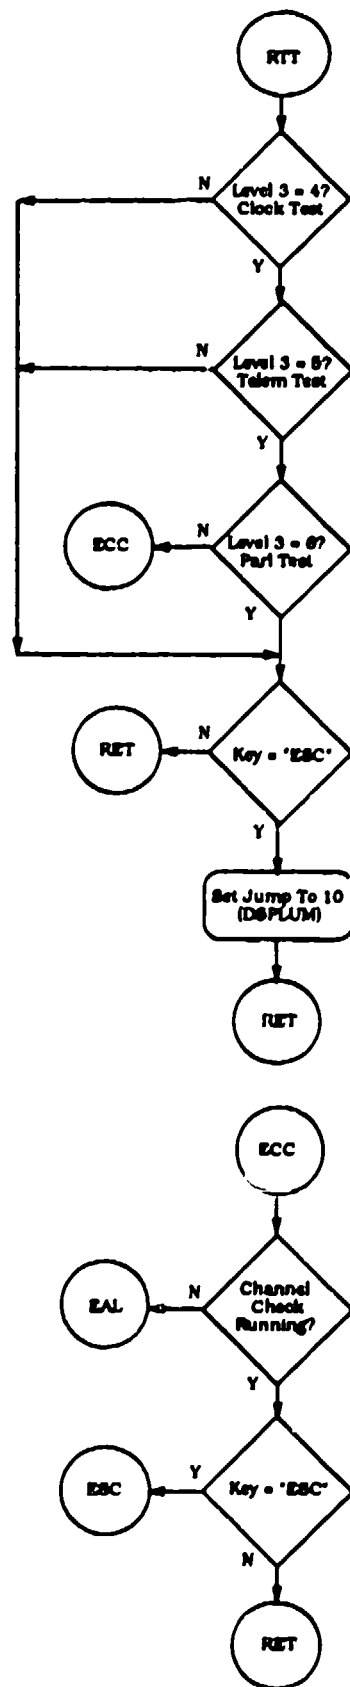 RTT
N
Level 3 = 4?
Clock Test
Y
N
Level 3 = 5?
Telem Test
Y
N
ECC
Level 3 = 6?
Parl Test
Y
N
RET
Key = "ESC"
Y
Set Jump To 10
(DSPLUM)
RET
ECC
N
EAL
Channel
Check
Running?
Y
Y
ESC
Key = "ESC"
N
RET